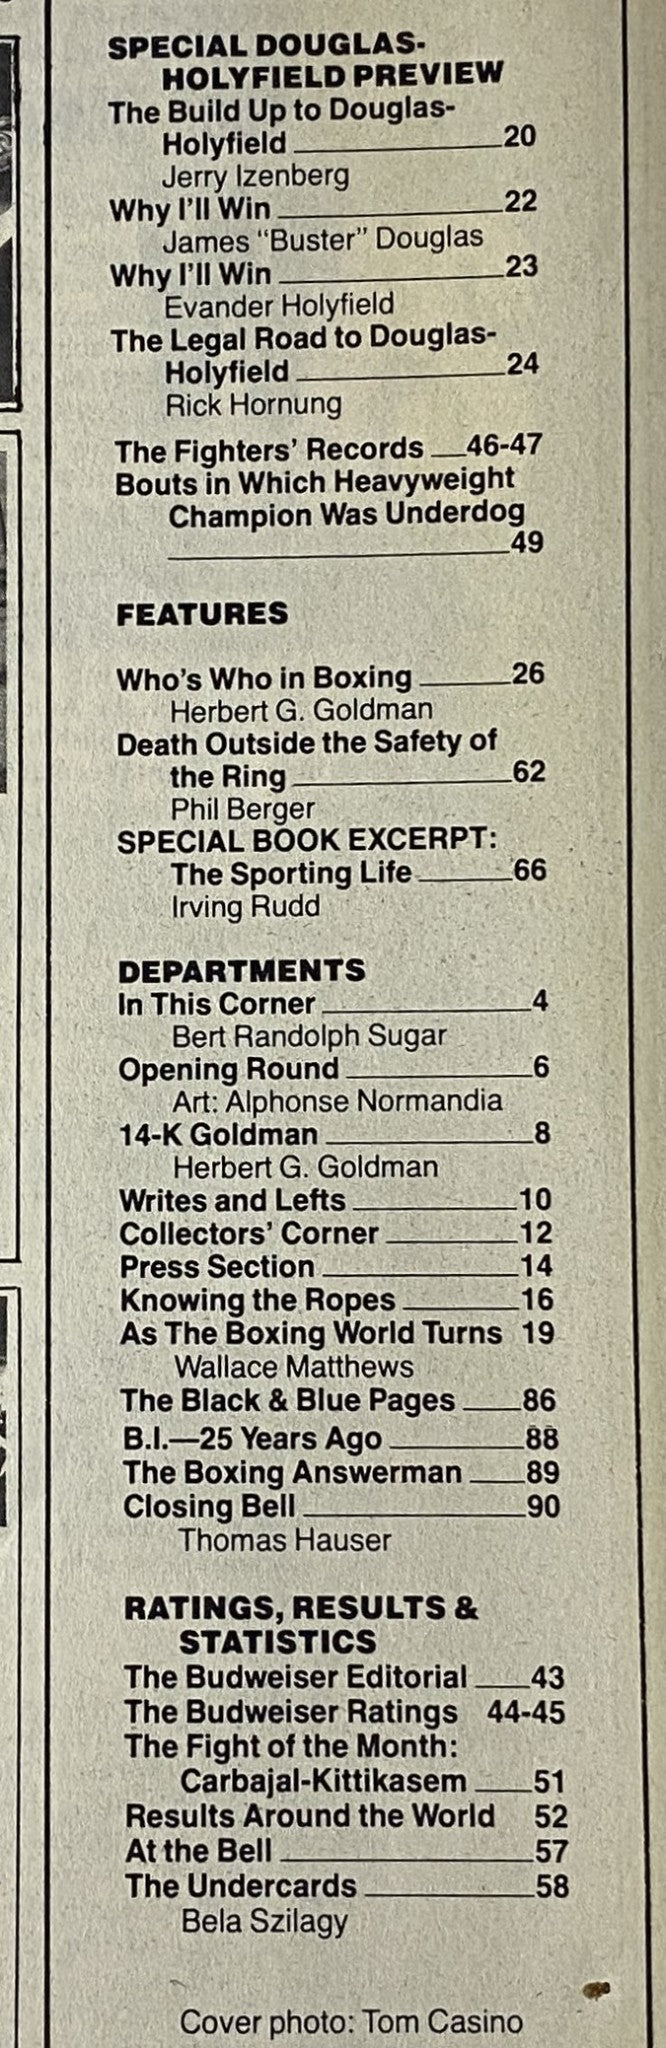 SPECIAL DOUGLAS-
HOLYFIELD PREVIEW
The Build Up to Douglas-
Holyfield 20
Jerry Izenberg
Why I'll Win 22
James "Buster" Douglas
Why I'll Win 23
Evander Holyfield
The Legal Road to Douglas-
Holyfield 24
Rick Hornung
The Fighters' Records 46-47
Bouts in Which Heavyweight
Champion Was Underdog
49
FEATURES
Who's Who in Boxing 26
Herbert G. Goldman
Death Outside the Safety of
the Ring 62
Phil Berger
SPECIAL BOOK EXCERPT:
The Sporting Life 66
Irving Rudd
DEPARTMENTS
In This Corner 4
Bert Randolph Sugar
Opening Round 6
Art: Alphonse Normandia
14-K Goldman 8
Herbert G. Goldman
Writes and Lefts 10
Collectors' Corner 12
Press Section 14
Knowing the Ropes 16
As The Boxing World Turns 19
Wallace Matthews
The Black & Blue Pages 86
B.I.—25 Years Ago 88
The Boxing Answerman 89
Closing Bell 90
Thomas Hauser
RATINGS, RESULTS &
STATISTICS
The Budweiser Editorial 43
The Budweiser Ratings 44-45
The Fight of the Month:
Carbajal-Kittikasem 51
Results Around the World 52
At the Bell 57
The Undercards 58
Bela Szilagy
Cover photo: Tom Casino